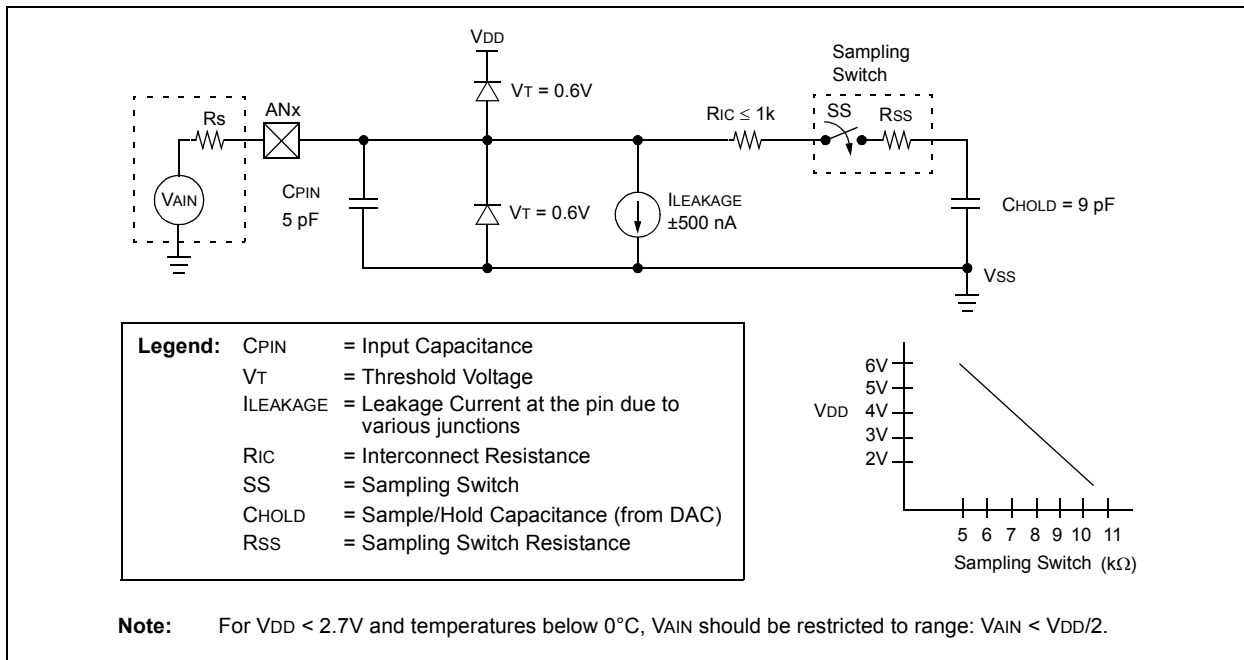 VDD
VT = 0.6V
Sampling
Switch
Rs
ANx
RIC ≤ 1k
SS
RSS
VAIN
CPIN
5 pF
VT = 0.6V
ILEAKAGE
±500 nA
CHOLD = 9 pF
VSS
Legend: CPIN = Input Capacitance
VT = Threshold Voltage
ILEAKAGE = Leakage Current at the pin due to
various junctions
RIC = Interconnect Resistance
SS = Sampling Switch
CHOLD = Sample/Hold Capacitance (from DAC)
RSS = Sampling Switch Resistance
6V
5V
VDD 4V
3V
2V
5 6 7 8 9 10 11
Sampling Switch (kΩ)
Note: For VDD < 2.7V and temperatures below 0°C, VAIN should be restricted to range: VAIN < VDD/2.